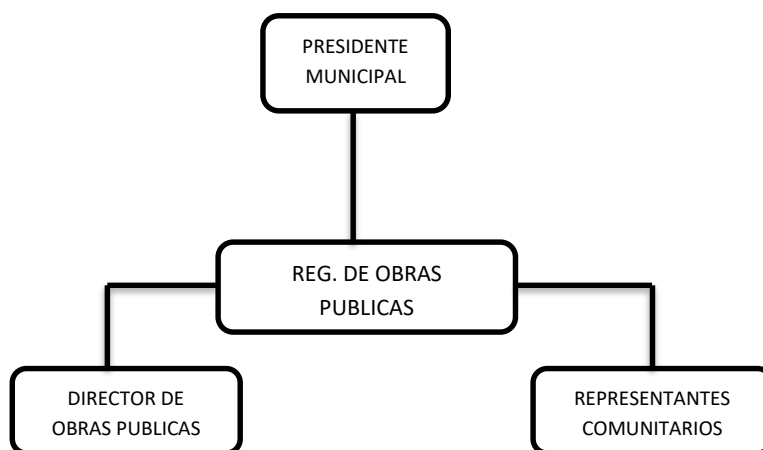 PRESIDENTE
MUNICIPAL
REG. DE OBRAS
PUBLICAS
DIRECTOR DE
OBRAS PUBLICAS
REPRESENTANTES
COMUNITARIOS